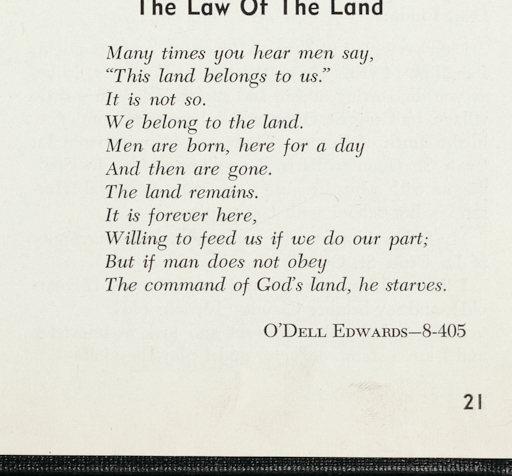 The Law Of The Land
Many times you hear men say,
“This land belongs to us.”
It is not so.
We belong to the land.
Men are born, here for a day
And then are gone.
The land remains.
It is forever here,
Willing to feed us if we do our part;
But if man does not obey
The command of God’s land, he starves.
O’Dell Edwards—8-405
21